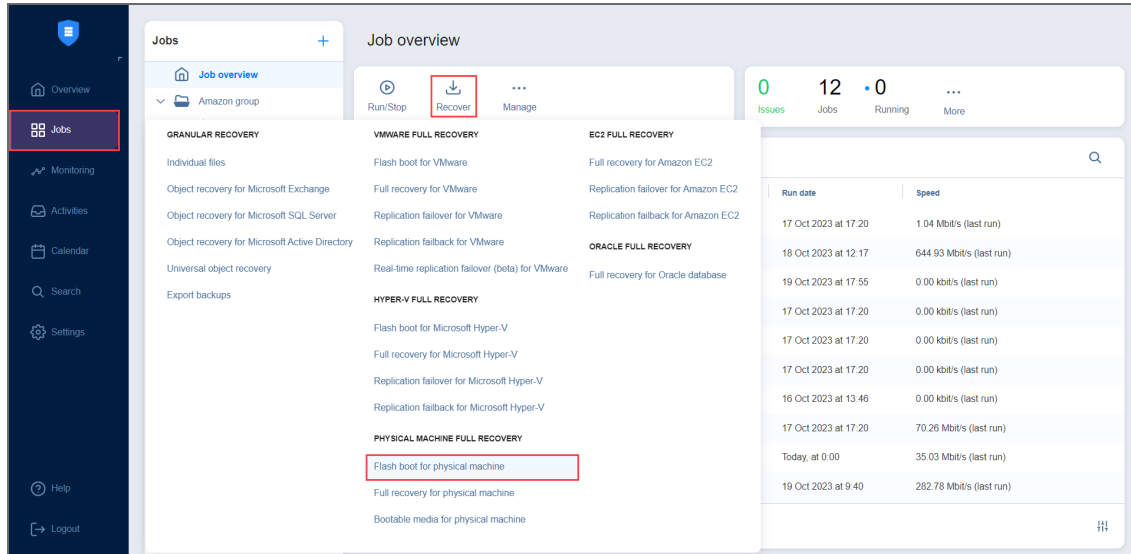 Overview
Jobs
Monitoring
Activities
Calendar
Search
Settings
Help
Logout
Jobs
Job overview
Amazon group
Job overview
Run/Stop
Recover
Manage
0
Issues
12
Jobs
0
Running
More
GRANULAR RECOVERY
Individual files
Object recovery for Microsoft Exchange
Object recovery for Microsoft SQL Server
Object recovery for Microsoft Active Directory
Universal object recovery
Export backups
VMWARE FULL RECOVERY
Flash boot for VMware
Full recovery for VMware
Replication failover for VMware
Replication failback for VMware
Real-time replication failover (beta) for VMware
HYPER-V FULL RECOVERY
Flash boot for Microsoft Hyper-V
Full recovery for Microsoft Hyper-V
Replication failover for Microsoft Hyper-V
Replication failback for Microsoft Hyper-V
PHYSICAL MACHINE FULL RECOVERY
Flash boot for physical machine
Full recovery for physical machine
Bootable media for physical machine
EC2 FULL RECOVERY
Full recovery for Amazon EC2
Replication failover for Amazon EC2
Replication failback for Amazon EC2
ORACLE FULL RECOVERY
Full recovery for Oracle database
Run date Speed
17 Oct 2023 at 17:20 1.04 Mbit/s (last run)
18 Oct 2023 at 12:17 644.93 Mbit/s (last run)
19 Oct 2023 at 17:55 0.00 kbit/s (last run)
17 Oct 2023 at 17:20 0.00 kbit/s (last run)
17 Oct 2023 at 17:20 0.00 kbit/s (last run)
17 Oct 2023 at 17:20 0.00 kbit/s (last run)
16 Oct 2023 at 13:46 0.00 kbit/s (last run)
17 Oct 2023 at 17:20 70.26 Mbit/s (last run)
Today, at 0:00 35.03 Mbit/s (last run)
19 Oct 2023 at 9:40 282.78 Mbit/s (last run)